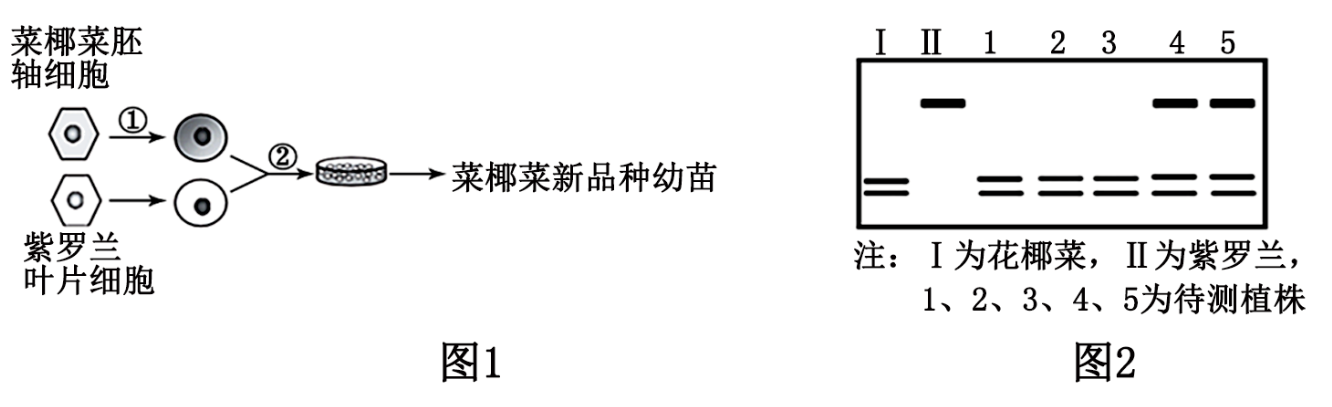 菜椰菜胚
轴细胞
①
②
菜椰菜新品种幼苗
紫罗兰
叶片细胞
图1
Ⅰ Ⅱ 1 2 3 4 5
注：Ⅰ为花椰菜，Ⅱ为紫罗兰，
1、2、3、4、5为待测植株
图2